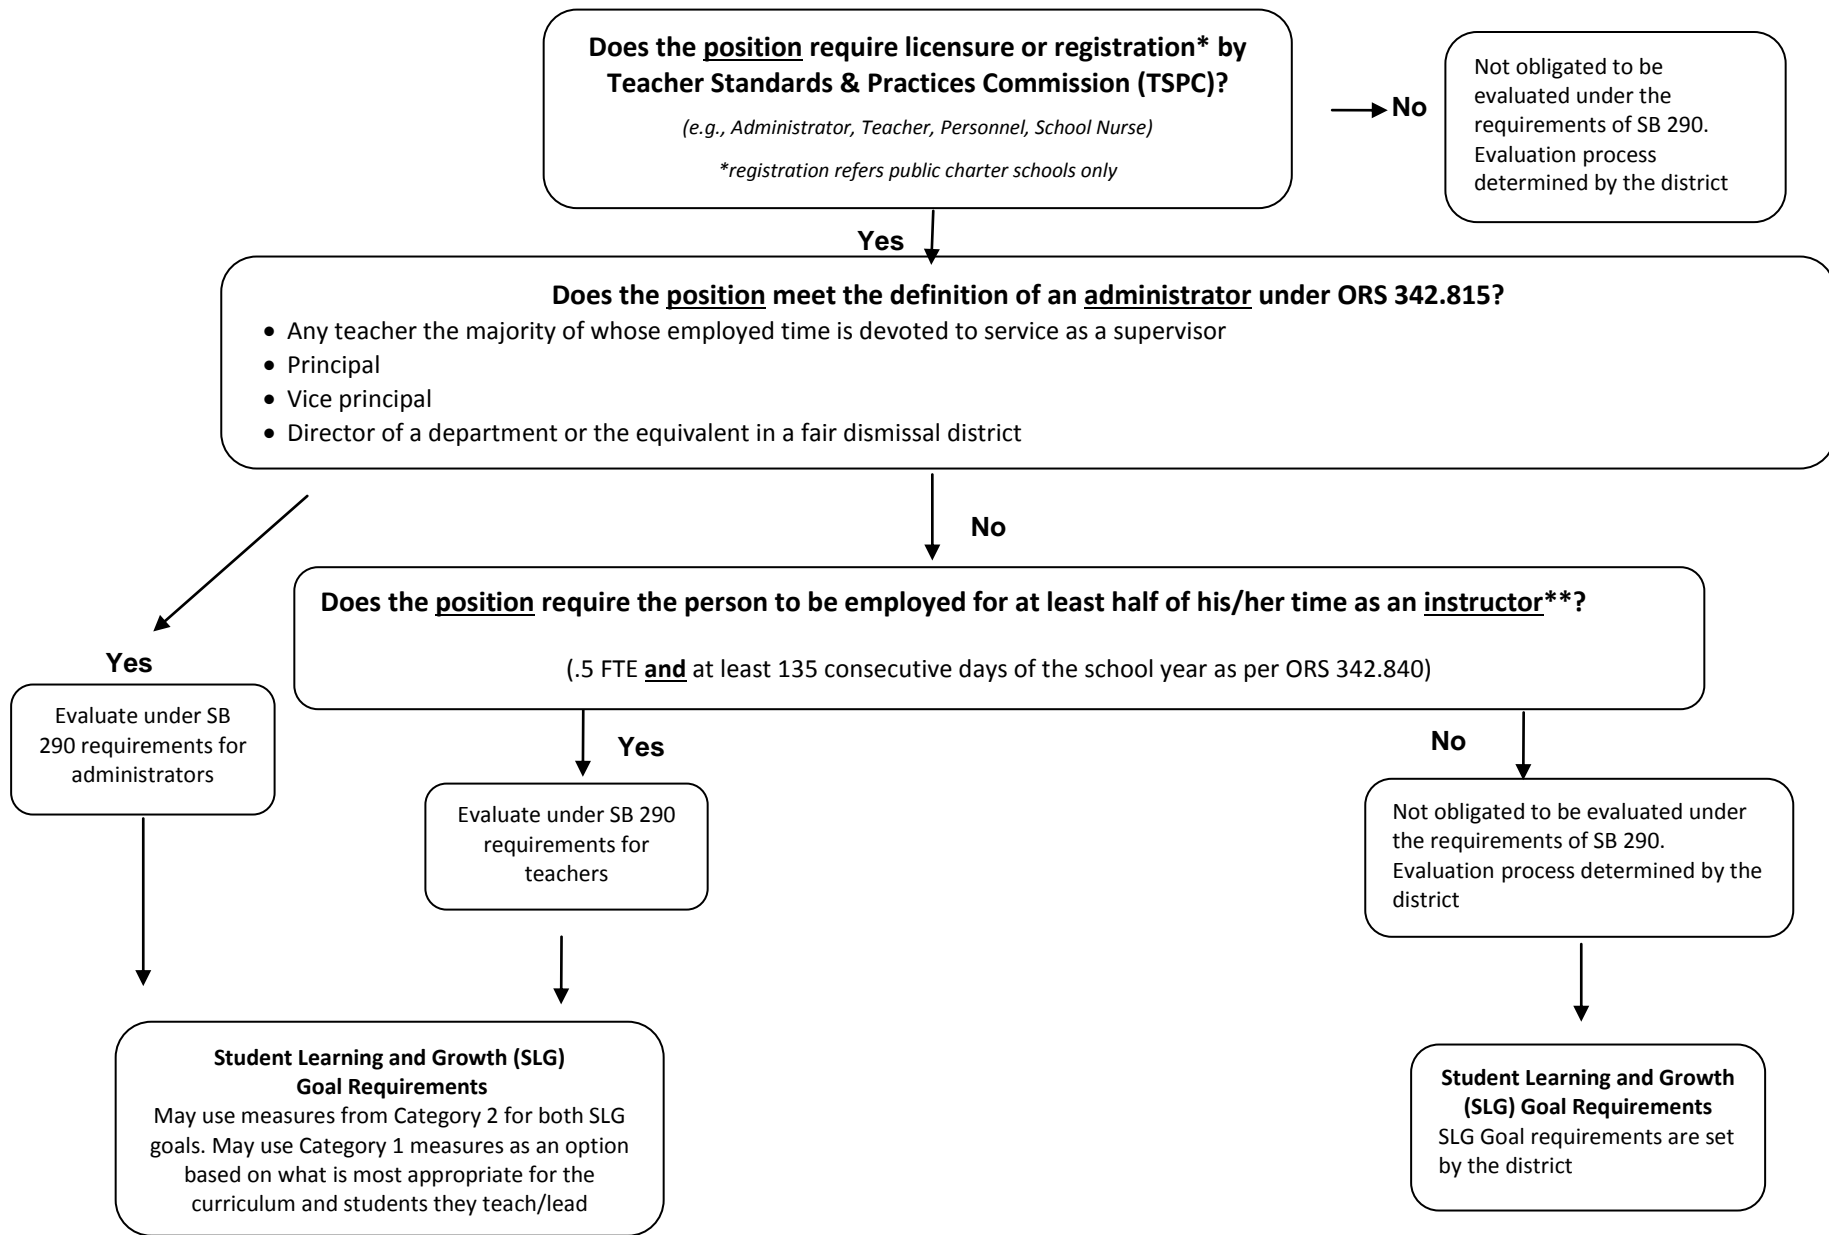 Does the position require licensure or registration* by
Teacher Standards & Practices Commission (TSPC)?
(e.g., Administrator, Teacher, Personnel, School Nurse)
*registration refers public charter schools only
No
Not obligated to be
evaluated under the
requirements of SB 290.
Evaluation process
determined by the district
Yes
Does the position meet the definition of an administrator under ORS 342.815?
• Any teacher the majority of whose employed time is devoted to service as a supervisor
• Principal
• Vice principal
• Director of a department or the equivalent in a fair dismissal district
No
Does the position require the person to be employed for at least half of his/her time as an instructor**?
(.5 FTE and at least 135 consecutive days of the school year as per ORS 342.840)
Yes
Evaluate under SB
290 requirements for
administrators
Yes
Evaluate under SB 290
requirements for
teachers
No
Not obligated to be evaluated under
the requirements of SB 290.
Evaluation process determined by the
district
Student Learning and Growth (SLG)
Goal Requirements
May use measures from Category 2 for both SLG
goals. May use Category 1 measures as an option
based on what is most appropriate for the
curriculum and students they teach/lead
Student Learning and Growth
(SLG) Goal Requirements
SLG Goal requirements are set
by the district